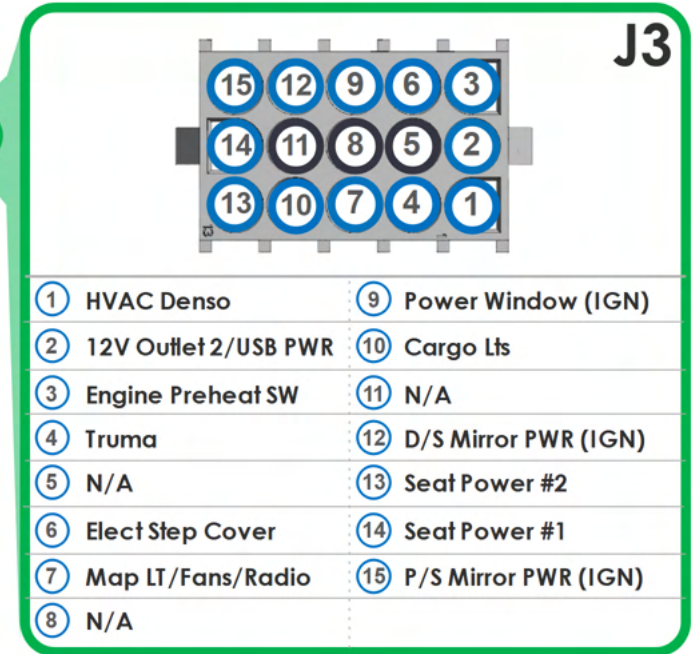 J3
15 12 9 6 3
14 11 8 5 2
13 10 7 4 1
1 HVAC Denso
9 Power Window (IGN)
2 12V Outlet 2/USB PWR
10 Cargo Lts
3 Engine Preheat SW
11 N/A
4 Truma
12 D/S Mirror PWR (IGN)
5 N/A
13 Seat Power #2
6 Elect Step Cover
14 Seat Power #1
7 Map LT/Fans/Radio
15 P/S Mirror PWR (IGN)
8 N/A